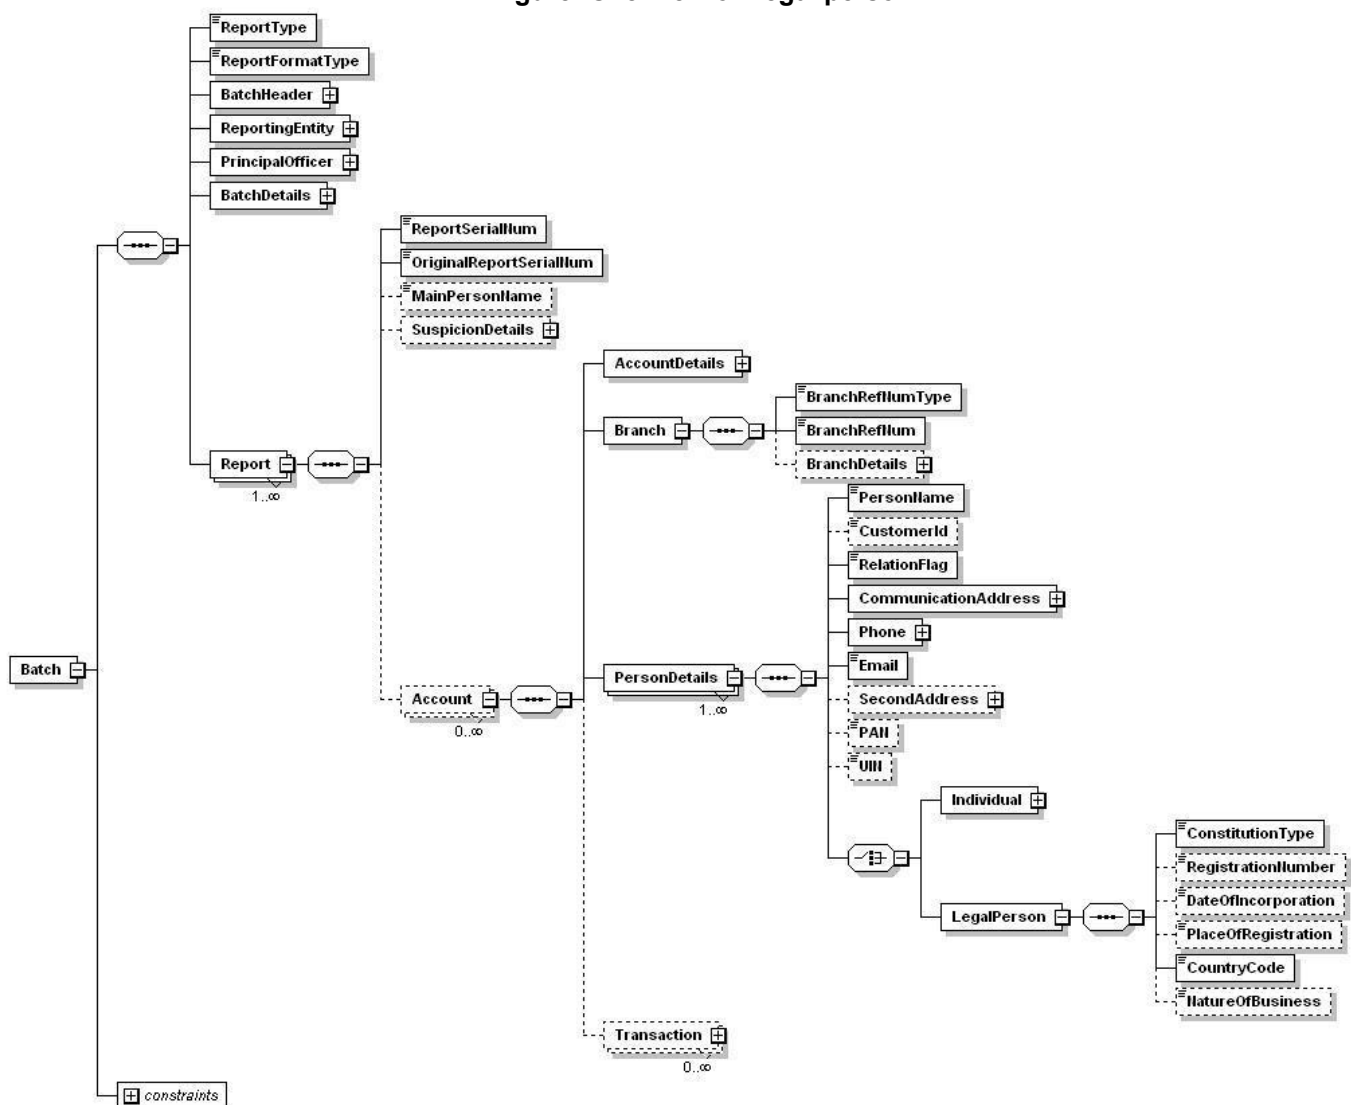 ReportType
ReportFormatType
BatchHeader
ReportingEntity
PrincipalOfficer
BatchDetails
ReportSerialNum
OriginalReportSerialNum
MainPersonName
SuspicionDetails
AccountDetails
BranchRefNumType
Branch
BranchRefNum
BranchDetails
Report
1..∞
PersonName
CustomerId
RelationFlag
CommunicationAddress
Phone
Email
Batch
PersonDetails
1..∞
Account
0..∞
SecondAddress
PAN
UIN
Individual
ConstitutionType
RegistrationNumber
DateOfIncorporation
LegalPerson
PlaceOfRegistration
CountryCode
NatureOfBusiness
Transaction
0..∞
constraints